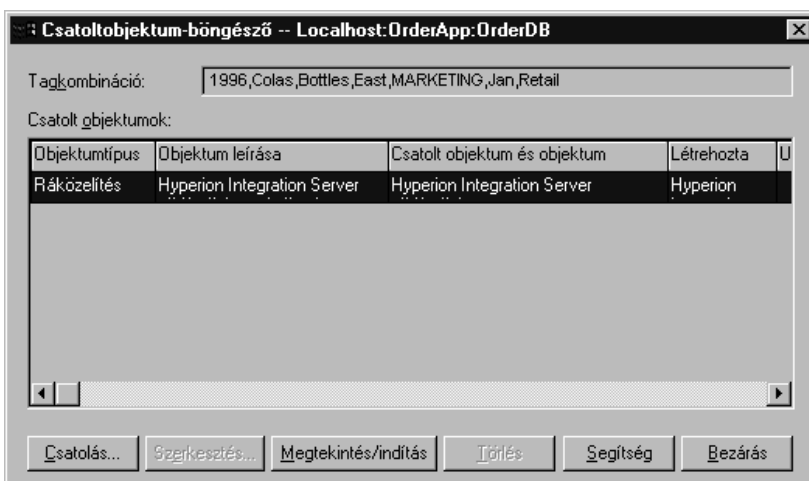 Csatoltobjektum-böngésző -- Localhost:OrderApp:OrderDB
Tagkombináció: 1996,Colas,Bottles,East,MARKETING,Jan,Retail
Csatolt objektumok:
Objektumtípus Objektum leírása Csatolt objektum és objektum Létrehozta U
Ráközelítés Hyperion Integration Server Hyperion Integration Server Hyperion
Csatolás... Szerkesztés... Megtekintés/indítás Törlés Segítség Bezárás